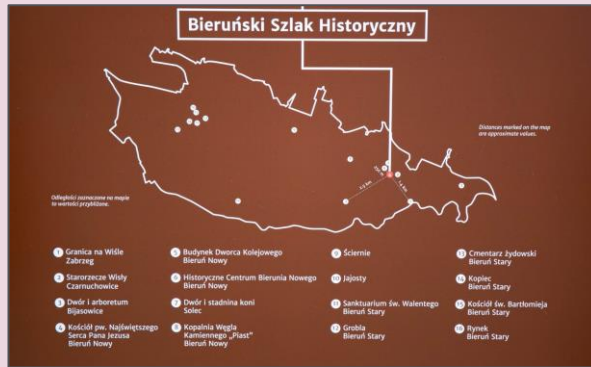 Bieruński Szlak Historyczny
Distances marked on the map
are approximate values.
Odległości zaznaczone na mapie
to wartości przybliżone.
1 Granica na Wiśle
Zabrzeg
2 Starorzecze Wisły
Czarnuchowice
3 Dwór i arboretum
Bijasowice
4 Kościół pw. Najświętszego
Serca Pana Jezusa
Bieruń Nowy
5 Budynek Dworca Kolejowego
Bieruń Nowy
6 Historyczne Centrum Bierunia Nowego
Bieruń Nowy
7 Dwór i stadnina koni
Solec
8 Kopalnia Węgla
Kamiennego „Piast”
Bieruń Nowy
9 Ściernie
10 Jajosty
11 Sanktuarium św. Walentego
Bieruń Stary
12 Grobla
Bieruń Stary
13 Cmentarz żydowski
Bieruń Stary
14 Kopiec
Bieruń Stary
15 Kościół św. Bartłomieja
Bieruń Stary
16 Rynek
Bieruń Stary